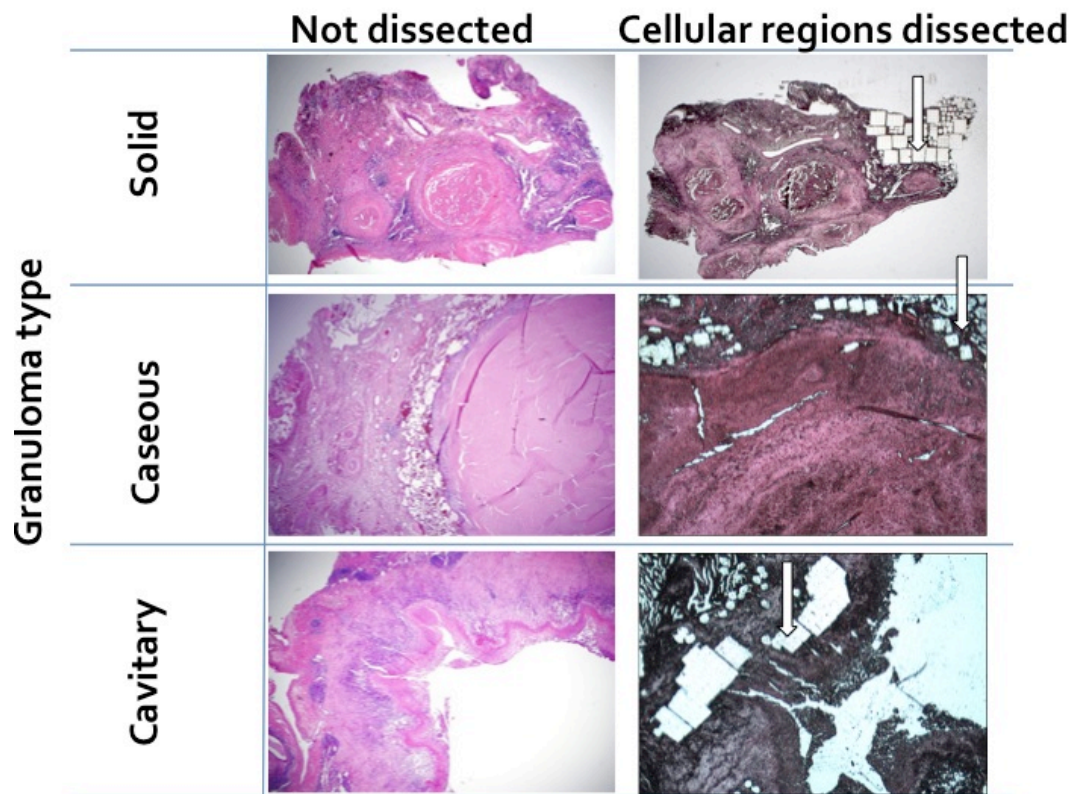 Not dissected
Cellular regions dissected
Granuloma type
Solid
Caseous
Cavitary